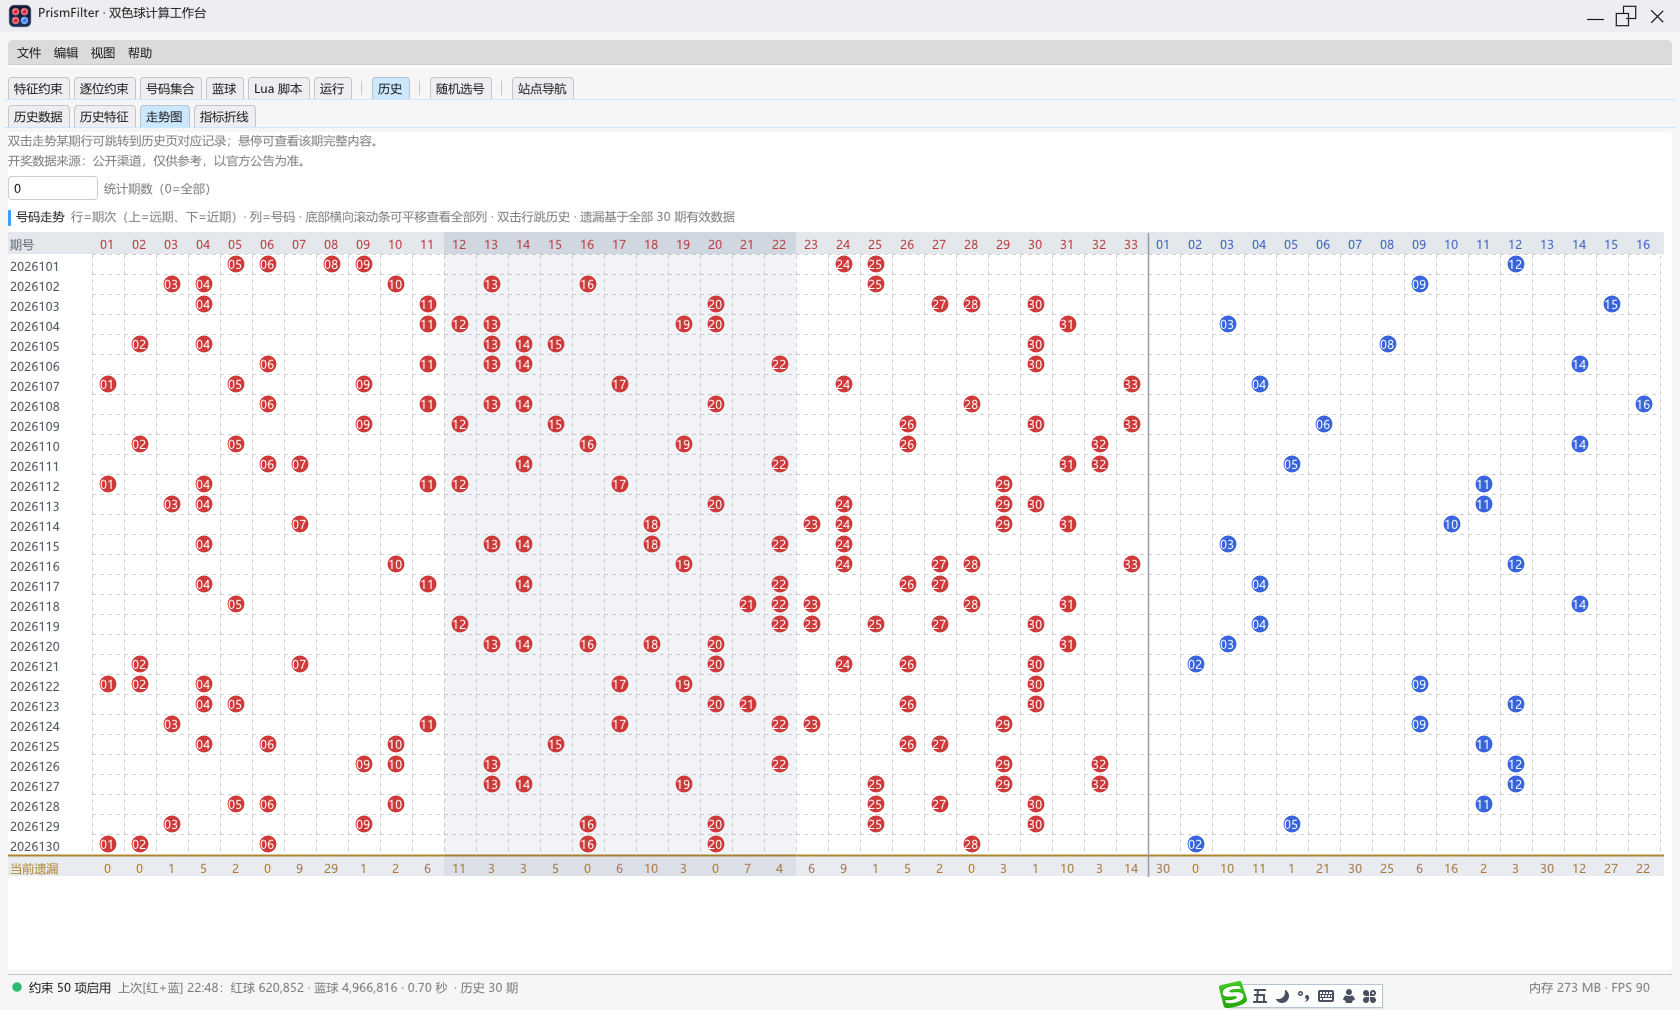 PrismFilter · 双色球计算工作台
文件 编辑 视图 帮助
特征约束 逐位约束 号码集合 蓝球 Lua 脚本 运行 历史 随机选号 站点导航
历史数据 历史特征 走势图 指标折线
双击走势某期行可跳转到历史页对应记录；悬停可查看该期完整内容。
开奖数据来源：公开渠道，仅供参考，以官方公告为准。
0 统计期数（0=全部）
号码走势 行=期次（上=远期、下=近期）· 列=号码 · 底部横向滚动条可平移查看全部列 · 双击行跳历史 · 遗漏基于全部 30 期有效数据
期号 01 02 03 04 05 06 07 08 09 10 11 12 13 14 15 16 17 18 19 20 21 22 23 24 25 26 27 28 29 30 31 32 33 01 02 03 04 05 06 07 08 09 10 11 12 13 14 15 16
2026101 05 06 08 09 24 25 12
2026102 03 04 10 13 16 25 09
2026103 04 11 20 27 28 30 15
2026104 11 12 13 19 20 31 03
2026105 02 04 13 14 15 30 08
2026106 06 11 13 14 22 30 14
2026107 01 05 09 17 24 33 04
2026108 06 11 13 14 20 28 16
2026109 09 12 15 26 30 33 06
2026110 02 05 16 19 26 32 14
2026111 06 07 14 22 31 32 05
2026112 01 04 11 12 17 29 11
2026113 03 04 20 24 29 30 11
2026114 07 18 23 24 29 31 10
2026115 04 13 14 18 22 24 03
2026116 10 19 24 27 28 33 12
2026117 04 11 14 22 26 27 04
2026118 05 21 22 23 28 31 14
2026119 12 22 23 25 27 30 04
2026120 13 14 16 18 20 31 03
2026121 02 07 20 24 26 30 02
2026122 01 02 04 17 19 30 09
2026123 04 05 20 21 26 30 12
2026124 03 11 17 22 23 29 09
2026125 04 06 10 15 26 27 11
2026126 09 10 13 22 29 32 12
2026127 13 14 19 25 29 32 12
2026128 05 06 10 25 27 30 11
2026129 03 09 16 20 25 30 05
2026130 01 02 06 16 20 28 02
当前遗漏 0 0 1 5 2 0 9 29 1 2 6 11 3 3 5 0 6 10 3 0 7 4 6 9 1 5 2 0 3 1 10 3 14 30 0 10 11 1 21 30 25 6 16 2 3 30 12 27 22
约束 50 项启用 上次[红+蓝] 22:48：红球 620,852 · 蓝球 4,966,816 · 0.70 秒 · 历史 30 期
五
内存 273 MB · FPS 90